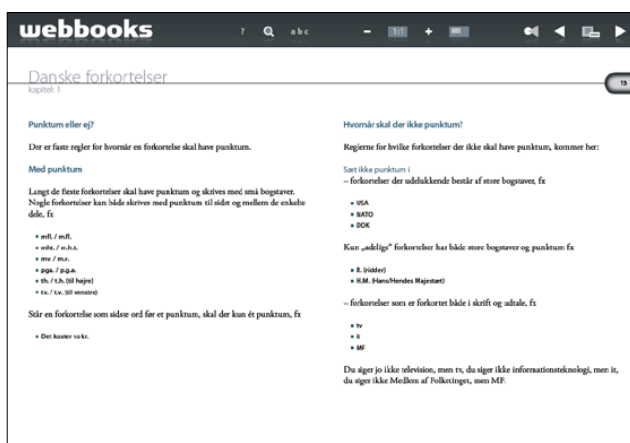 webbooks
? abc
– 1:1 +
Danske forkortelser
kapitel: 1
15
Punktum eller ej?
Der er faste regler for hvornår en forkortelse skal have punktum.
Med punktum
Langt de fleste forkortelser skal have punktum og skrives med små bogstaver.
Nogle forkortelser kan både skrives med punktum til sidst og mellem de enkelte
dele, fx
• mfl. / m.fl.
• mht. / m.h.t.
• mv. / m.v.
• pga. / p.g.a.
• th. / t.h. (til højre)
• tv. / t.v. (til venstre)
Står en forkortelse som sidste ord før et punktum, skal der kun ét punktum, fx
• Det koster 10 kr.
Hvornår skal der ikke punktum?
Reglerne for hvilke forkortelser der ikke skal have punktum, kommer her:
Sæt ikke punktum i
– forkortelser der udelukkende består af store bogstaver, fx
• USA
• NATO
• DDK
Kun „adelige" forkortelser har både store bogstaver og punktum fx
• R. (ridder)
• H.M. (Hans/Hendes Majestæt)
– forkortelser som er forkortet både i skrift og udtale, fx
• tv
• it
• MF
Du siger jo ikke television, men tv, du siger ikke informationsteknologi, men it,
du siger ikke Medlem af Folketinget, men MF.